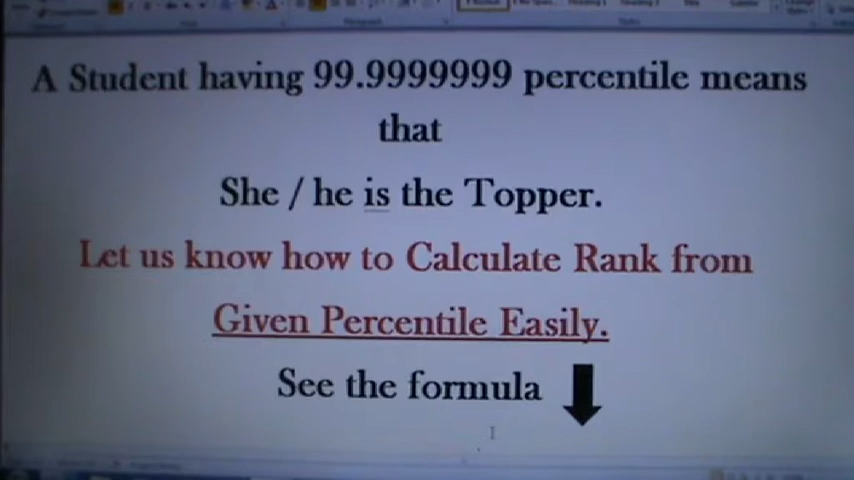 A Student having 99.9999999 percentile means
that
She / he is the Topper.
Let us know how to Calculate Rank from
Given Percentile Easily.
See the formula